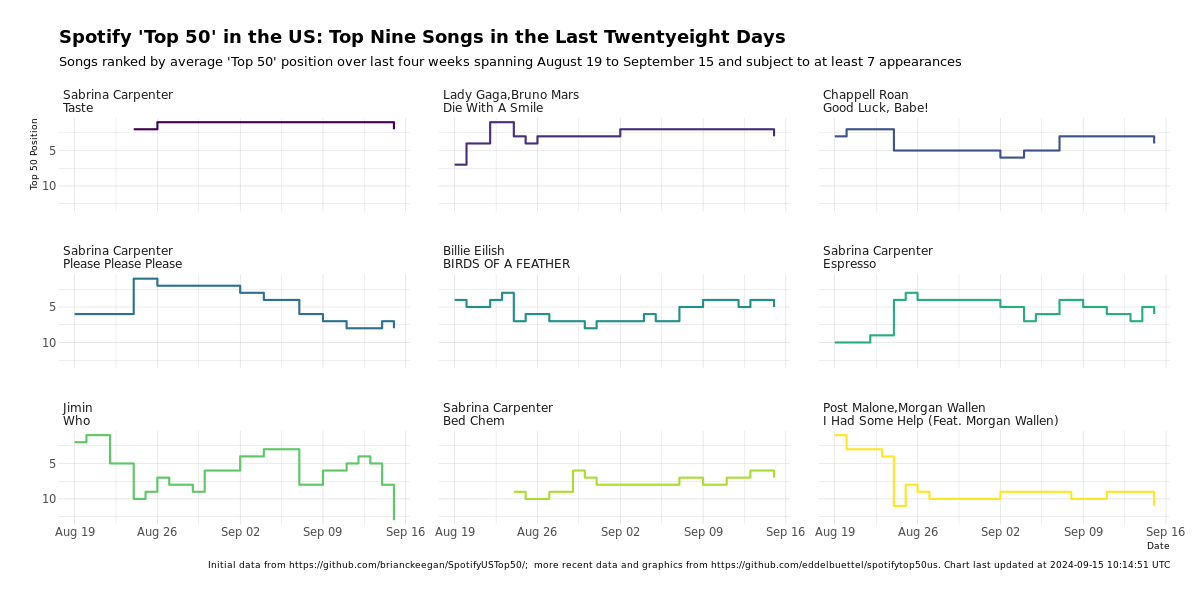 Spotify 'Top 50' in the US: Top Nine Songs in the Last Twentyeight Days
Songs ranked by average 'Top 50' position over last four weeks spanning August 19 to September 15 and subject to at least 7 appearances
Sabrina Carpenter
Taste
Lady Gaga,Bruno Mars
Die With A Smile
Chappell Roan
Good Luck, Babe!
Top 50 Position
5
10
Sabrina Carpenter
Please Please Please
Billie Eilish
BIRDS OF A FEATHER
Sabrina Carpenter
Espresso
5
10
Jimin
Who
Sabrina Carpenter
Bed Chem
Post Malone,Morgan Wallen
I Had Some Help (Feat. Morgan Wallen)
5
10
Aug 19 Aug 26 Sep 02 Sep 09 Sep 16 Aug 19 Aug 26 Sep 02 Sep 09 Sep 16 Aug 19 Aug 26 Sep 02 Sep 09 Sep 16
Date
Initial data from https://github.com/brianckeegan/SpotifyUSTop50/;  more recent data and graphics from https://github.com/eddelbuettel/spotifytop50us. Chart last updated at 2024-09-15 10:14:51 UTC